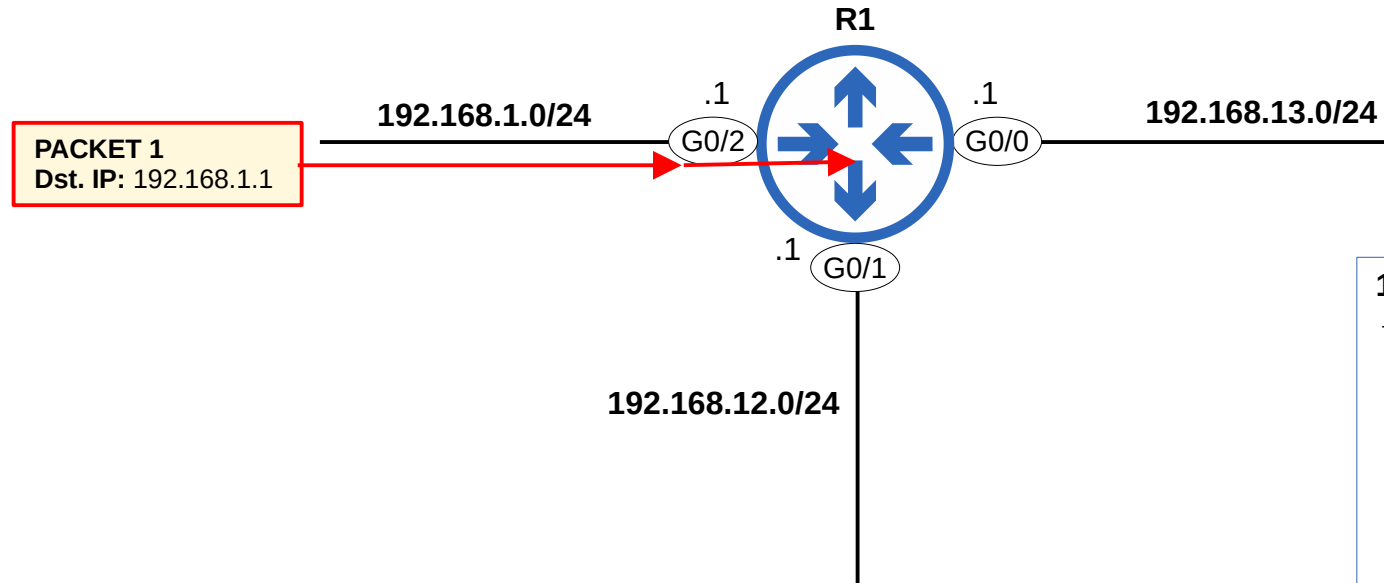 R1
192.168.1.0/24
.1
.1
192.168.13.0/24
G0/2
G0/0
PACKET 1
Dst. IP: 192.168.1.1
.1
G0/1
192.168.12.0/24